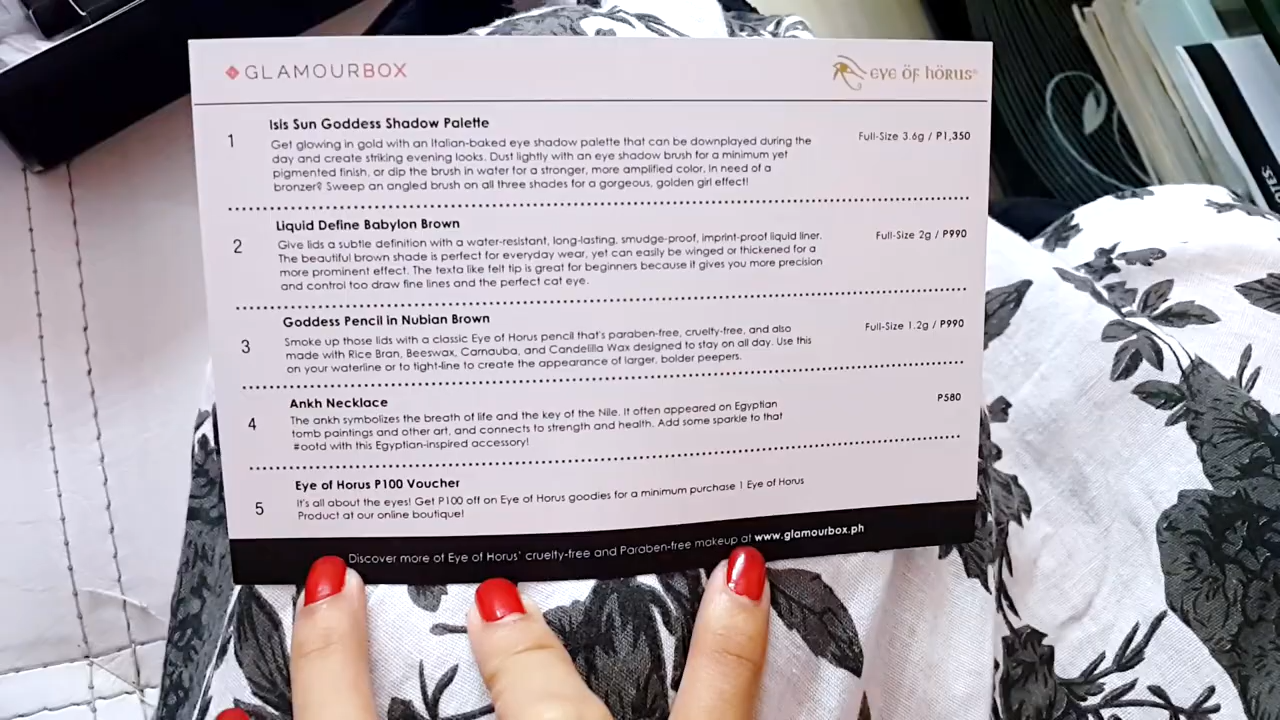 GLAMOURBOX
eye öf hörus®
1
Isis Sun Goddess Shadow Palette
Full-Size 3.6g / P1,350
Get glowing in gold with an Italian-baked eye shadow palette that can be downplayed during the
day and create striking evening looks. Dust lightly with an eye shadow brush for a minimum yet
pigmented finish, or dip the brush in water for a stronger, more amplified color. In need of a
bronzer? Sweep an angled brush on all three shades for a gorgeous, golden girl effect!
2
Liquid Define Babylon Brown
Full-Size 2g / P990
Give lids a subtle definition with a water-resistant, long-lasting, smudge-proof, imprint-proof liquid liner.
The beautiful brown shade is perfect for everyday wear, yet can easily be winged or thickened for a
more prominent effect. The texta like felt tip is great for beginners because it gives you more precision
and control too draw fine lines and the perfect cat eye.
3
Goddess Pencil in Nubian Brown
Full-Size 1.2g / P990
Smoke up those lids with a classic Eye of Horus pencil that's paraben-free, cruelty-free, and also
made with Rice Bran, Beeswax, Carnauba, and Candelilla Wax designed to stay on all day. Use this
on your waterline or to tight-line to create the appearance of larger, bolder peepers.
4
Ankh Necklace
P580
The ankh symbolizes the breath of life and the key of the Nile. It often appeared on Egyptian
tomb paintings and other art, and connects to strength and health. Add some sparkle to that
#ootd with this Egyptian-inspired accessory!
5
Eye of Horus P100 Voucher
It's all about the eyes! Get P100 off on Eye of Horus goodies for a minimum purchase 1 Eye of Horus
Product at our online boutique!
Discover more of Eye of Horus' cruelty-free and Paraben-free makeup at www.glamourbox.ph